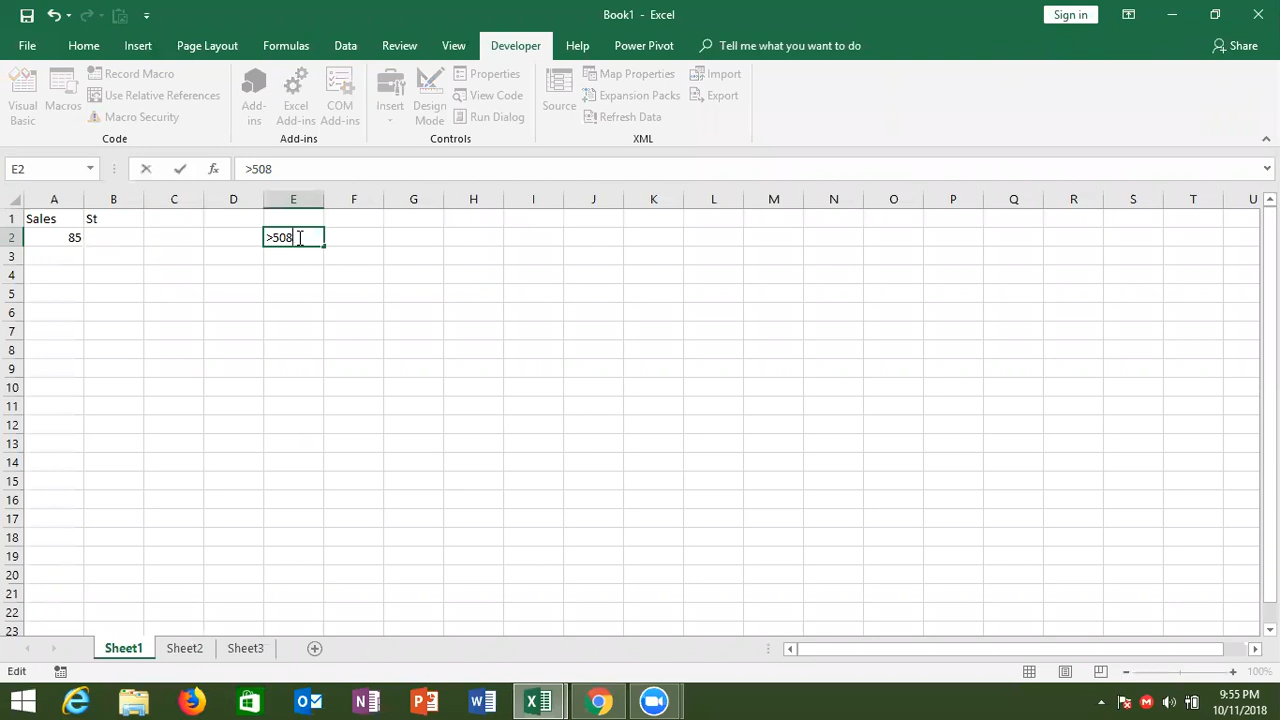 Book1 - Excel
Sign in
File Home Insert Page Layout Formulas Data Review View Developer Help Power Pivot Tell me what you want to do Share
Visual Basic
Macros
Record Macro
Use Relative References
Macro Security
Code
Add-ins
Excel Add-ins
COM Add-ins
Add-ins
Insert
Design Mode
Properties
View Code
Run Dialog
Controls
Source
Map Properties
Expansion Packs
Refresh Data
Import
Export
XML
E2 fx >508
A B C D E F G H I J K L M N O P Q R S T U
1 Sales St
2 85 >508
3
4
5
6
7
8
9
10
11
12
13
14
15
16
17
18
19
20
21
22
23
Sheet1 Sheet2 Sheet3
Edit 100%
9:55 PM
10/11/2018